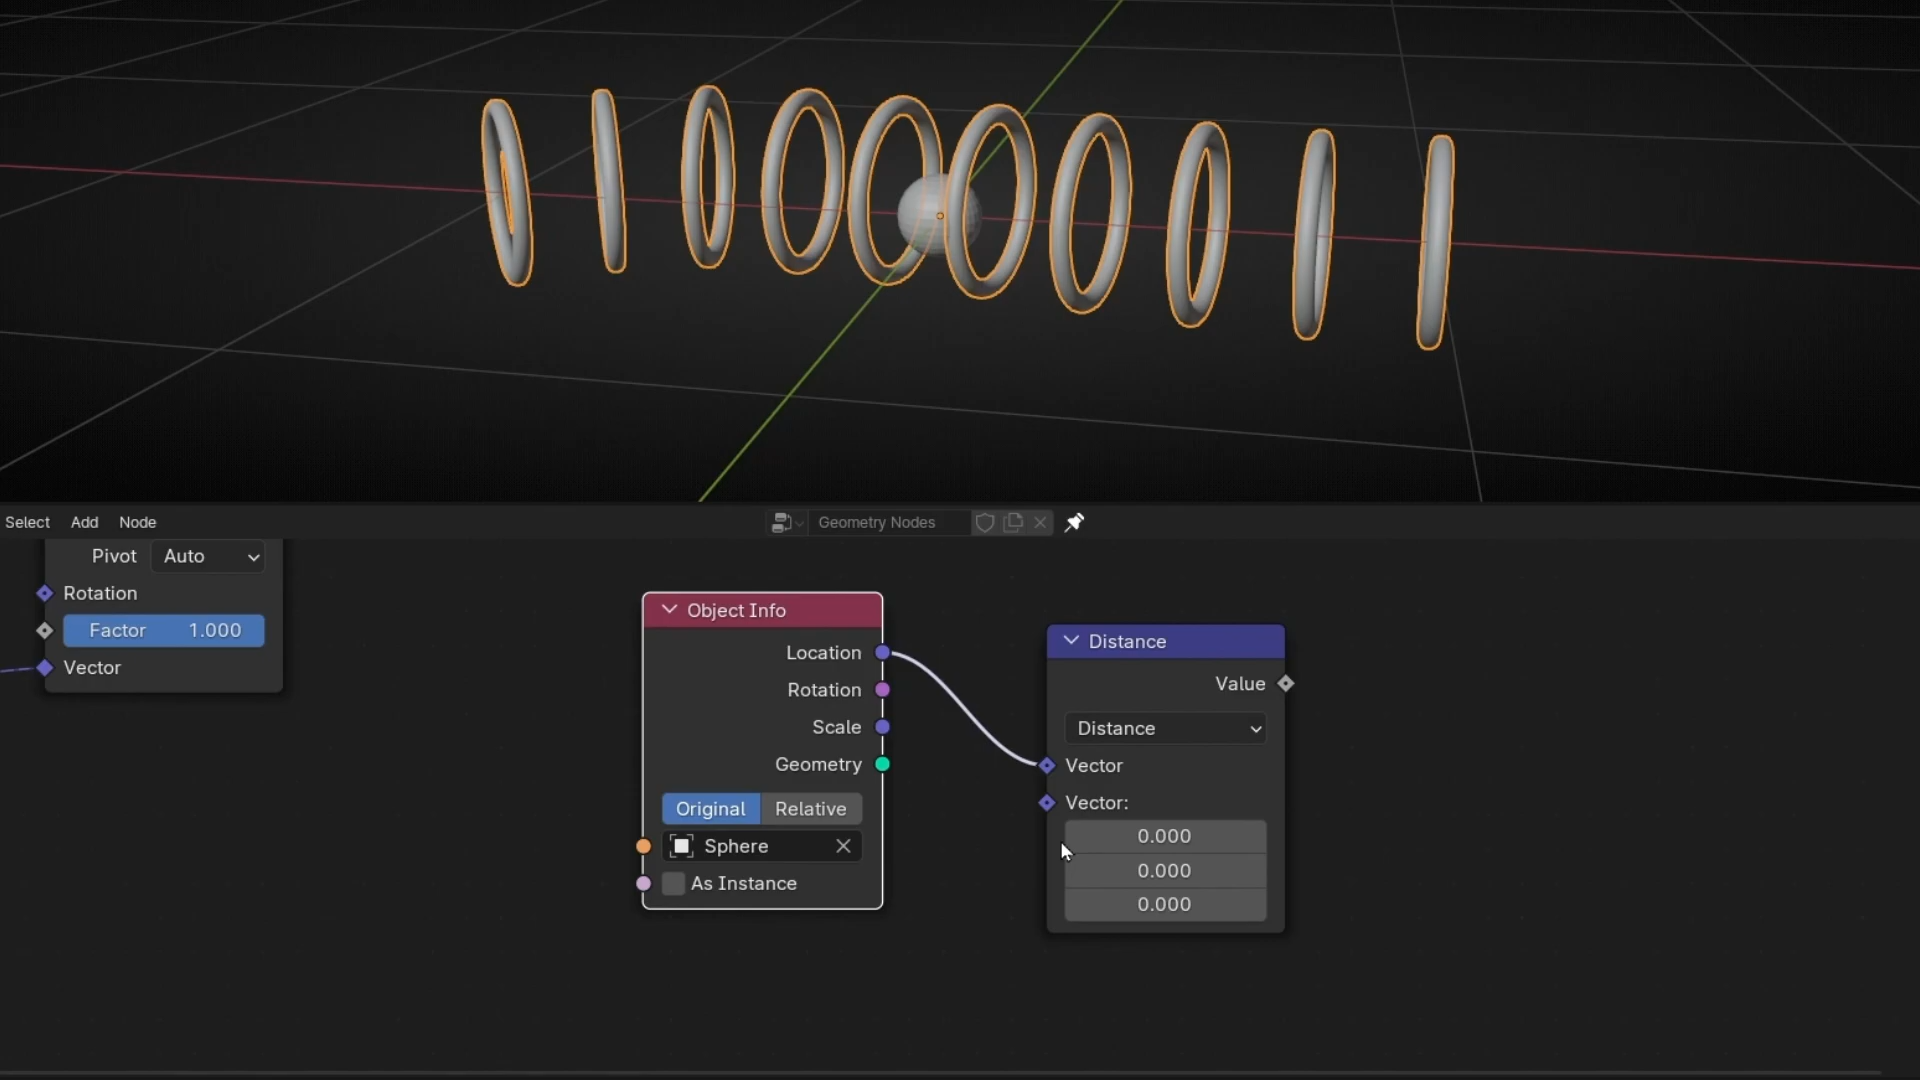 Select Add Node Geometry Nodes
Pivot Auto
Rotation
Factor 1.000
Vector
Object Info
Location
Rotation
Scale
Geometry
Original Relative
Sphere
As Instance
Distance
Value
Distance
Vector
Vector:
0.000
0.000
0.000